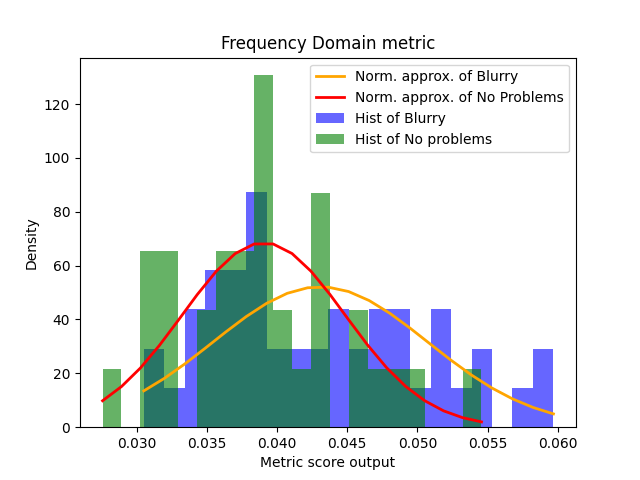 Frequency Domain metric
Norm. approx. of Blurry
Norm. approx. of No Problems
Hist of Blurry
Hist of No problems
Density
120
100
80
60
40
20
0
0.030 0.035 0.040 0.045 0.050 0.055 0.060
Metric score output